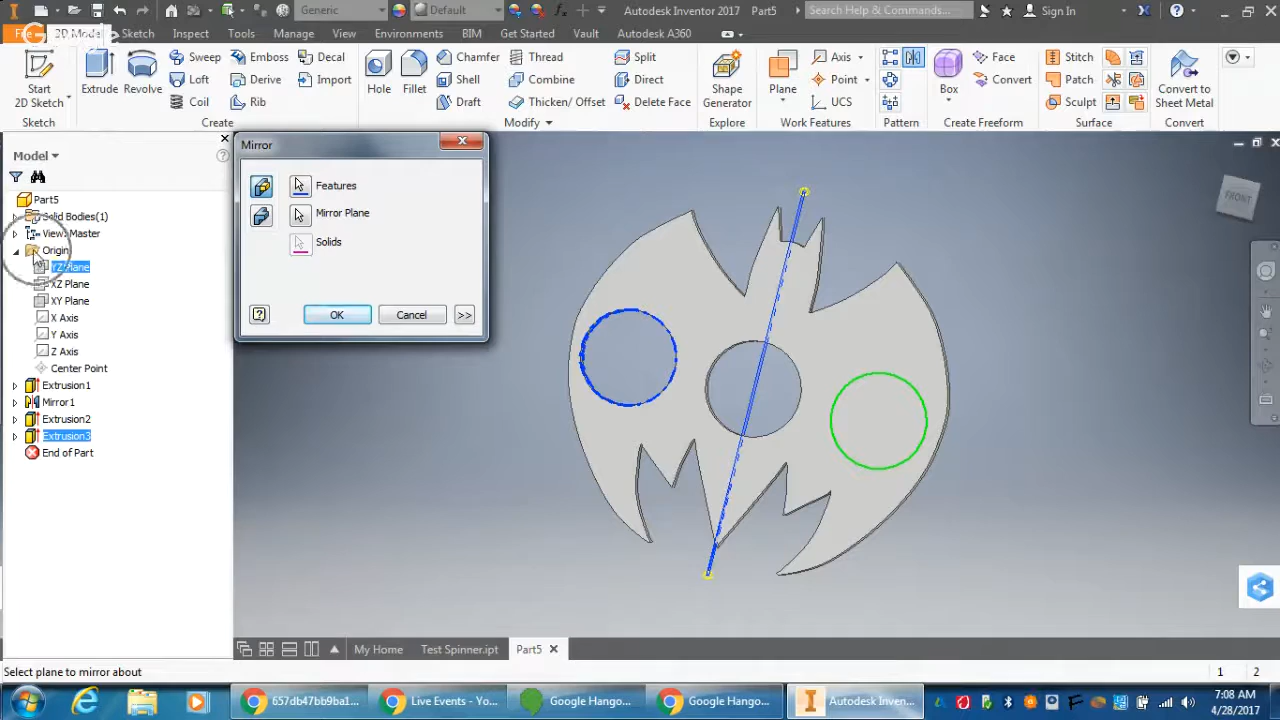 Generic
Default
Autodesk Inventor 2017 Part5
Search Help & Commands...
Sign In
File
2D Model
Sketch
Inspect
Tools
Manage
View
Environments
BIM
Get Started
Vault
Autodesk A360
Start
2D Sketch
Extrude
Revolve
Sweep
Loft
Coil
Emboss
Derive
Rib
Decal
Import
Hole
Fillet
Chamfer
Shell
Draft
Thread
Combine
Thicken/ Offset
Split
Direct
Delete Face
Shape
Generator
Plane
Axis
Point
UCS
Box
Face
Convert
Stitch
Patch
Sculpt
Convert to
Sheet Metal
Sketch
Create
Modify
Explore
Work Features
Pattern
Create Freeform
Surface
Convert
Model
Part5
Solid Bodies(1)
View: Master
Origin
YZ Plane
XZ Plane
XY Plane
X Axis
Y Axis
Z Axis
Center Point
Extrusion1
Mirror1
Extrusion2
Extrusion3
End of Part
Mirror
Features
Mirror Plane
Solids
OK
Cancel
>>
FRONT
My Home
Test Spinner.ipt
Part5
Select plane to mirror about
1
2
657db47bb9ba1...
Live Events - Yo...
Google Hango...
Google Hango...
Autodesk Inven...
7:08 AM
4/28/2017